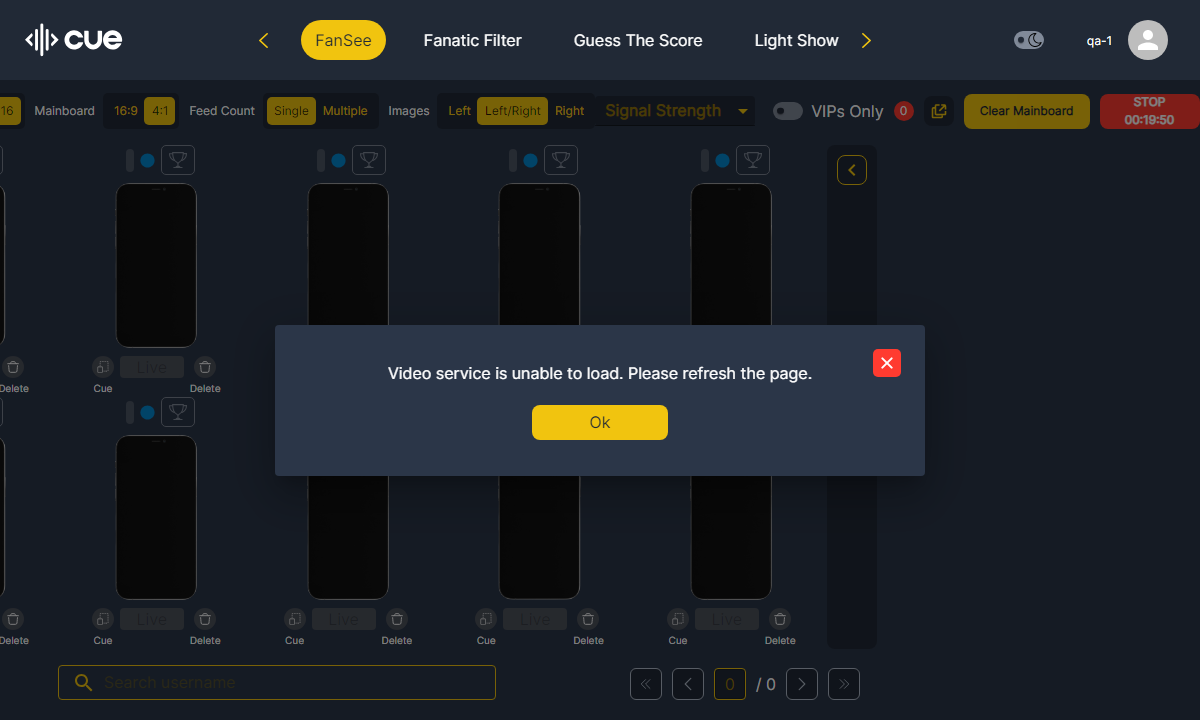 cue
FanSee
Fanatic Filter
Guess The Score
Light Show
qa-1
16
Mainboard
16:9
4:1
Feed Count
Single
Multiple
Images
Left
Left/Right
Right
Signal Strength
VIPs Only
0
Clear Mainboard
STOP
00:19:50
Live
Delete
Cue
Delete
Video service is unable to load. Please refresh the page.
Ok
Live
Live
Live
Live
Delete
Cue
Delete
Cue
Delete
Cue
Delete
Cue
Delete
Search username
0
/ 0